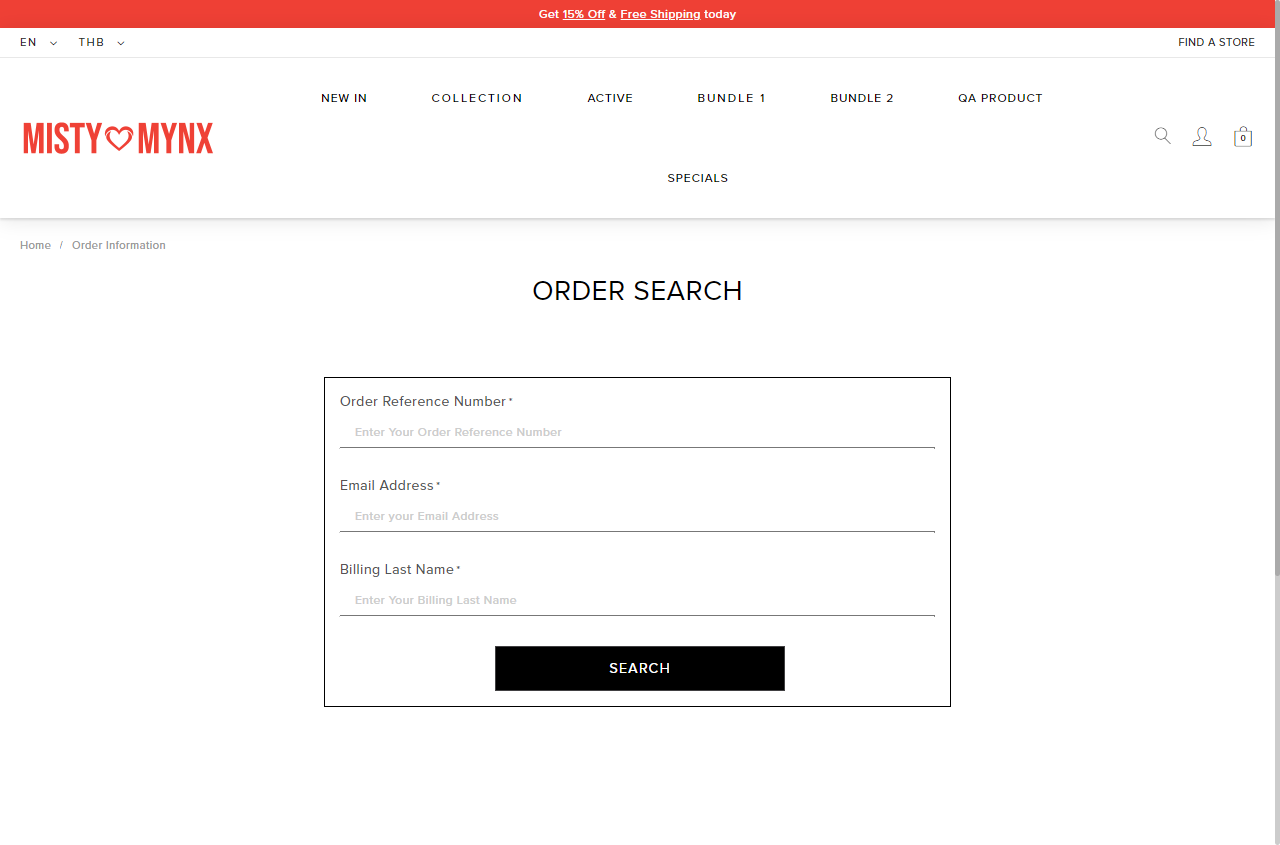 Get 15% Off & Free Shipping today
EN THB FIND A STORE
NEW IN COLLECTION ACTIVE BUNDLE 1 BUNDLE 2 QA PRODUCT
MISTY MYNX
0
SPECIALS
Home / Order Information
ORDER SEARCH
Order Reference Number*
Enter Your Order Reference Number
Email Address*
Enter your Email Address
Billing Last Name*
Enter Your Billing Last Name
SEARCH